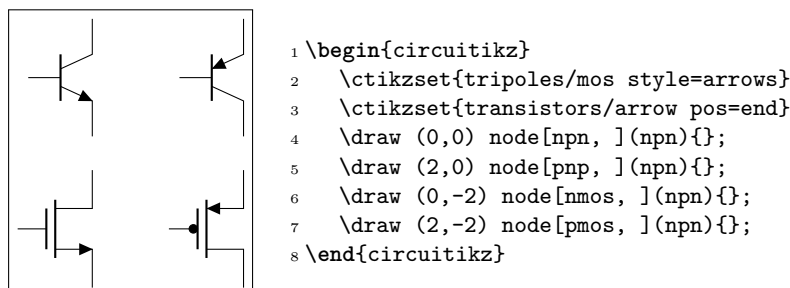 1 \begin{circuitikz}
2 \ctikzset{tripoles/mos style=arrows}
3 \ctikzset{transistors/arrow pos=end}
4 \draw (0,0) node[npn, ](npn){};
5 \draw (2,0) node[pnp, ](npn){};
6 \draw (0,-2) node[nmos, ](npn){};
7 \draw (2,-2) node[pmos, ](npn){};
8 \end{circuitikz}